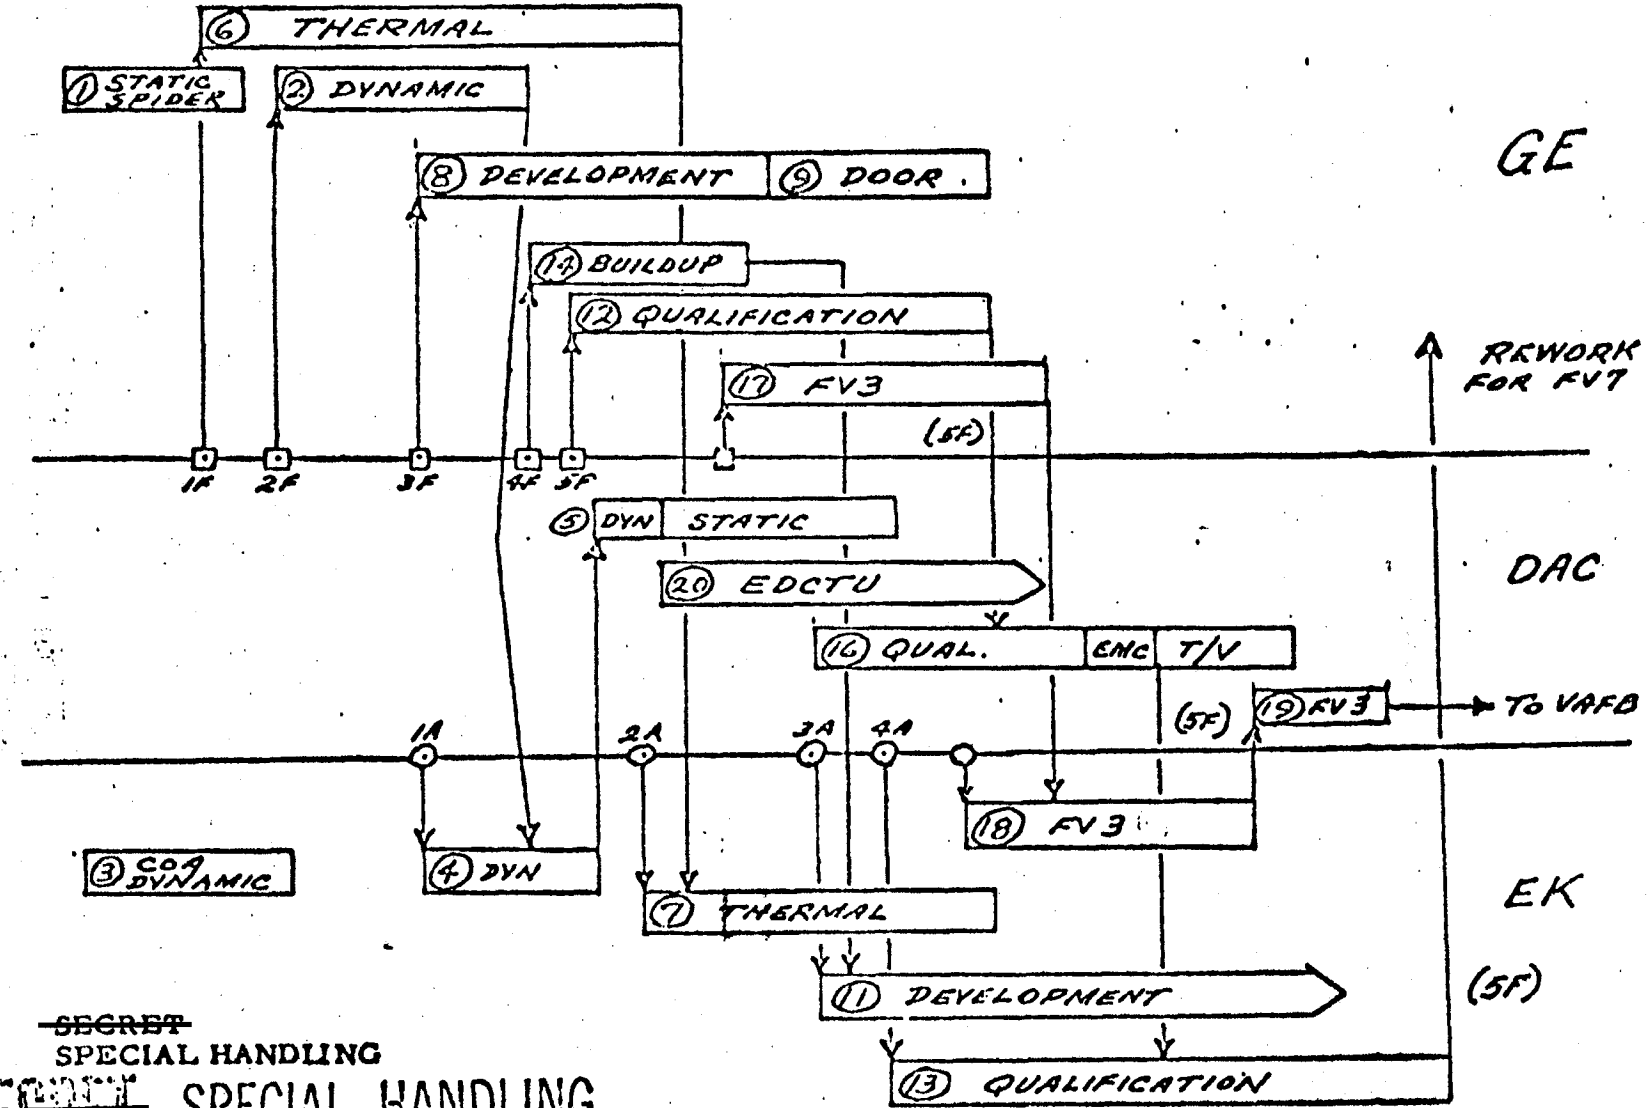 6 THERMAL
1 STATIC
SPIDER
2 DYNAMIC
GE
8 DEVELOPMENT
9 DOOR
14 BUILDUP
12 QUALIFICATION
REWORK
FOR FV7
17 FV3
(5F)
1F 2F 3F 4F 5F
5 DYN STATIC
DAC
20 EDCTU
16 QUAL. EMC T/V
19 FV3
TO VAFB
(5F)
1A 2A 3A 4A
18 FV3
3 COA
DYNAMIC
4 DYN
EK
7 THERMAL
11 DEVELOPMENT
(5F)
SECRET
SPECIAL HANDLING
13 QUALIFICATION
SPECIAL HANDLING